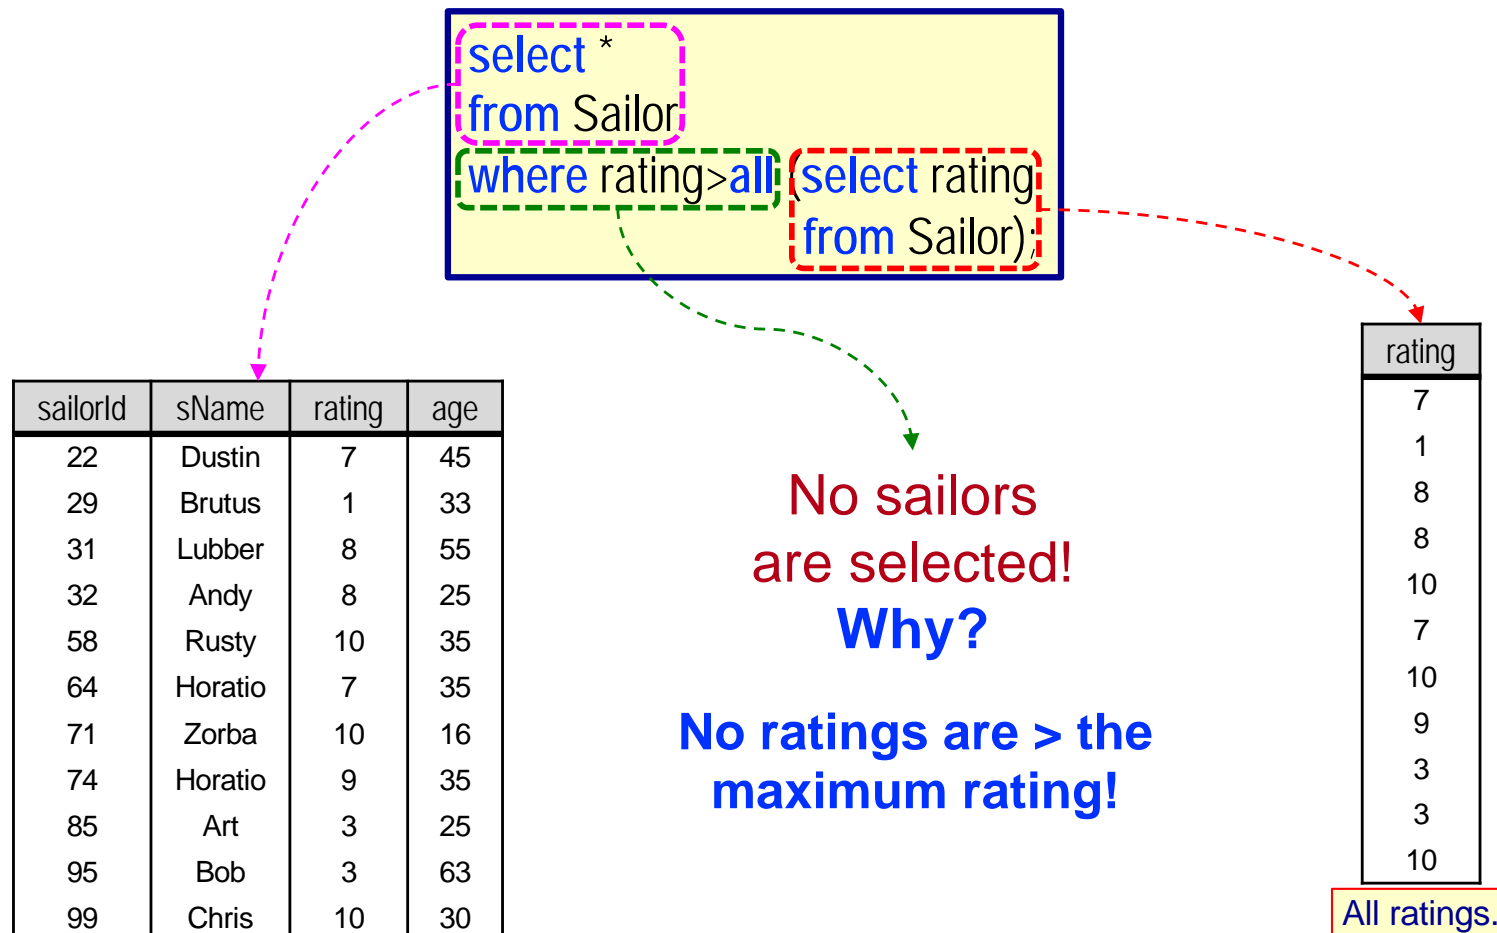 select *
from Sailor
where rating>all (select rating
from Sailor);
sailorId sName rating age
22 Dustin 7 45
29 Brutus 1 33
31 Lubber 8 55
32 Andy 8 25
58 Rusty 10 35
64 Horatio 7 35
71 Zorba 10 16
74 Horatio 9 35
85 Art 3 25
95 Bob 3 63
99 Chris 10 30
No sailors
are selected!
Why?
No ratings are > the
maximum rating!
rating
7
1
8
8
10
7
10
9
3
3
10
All ratings.